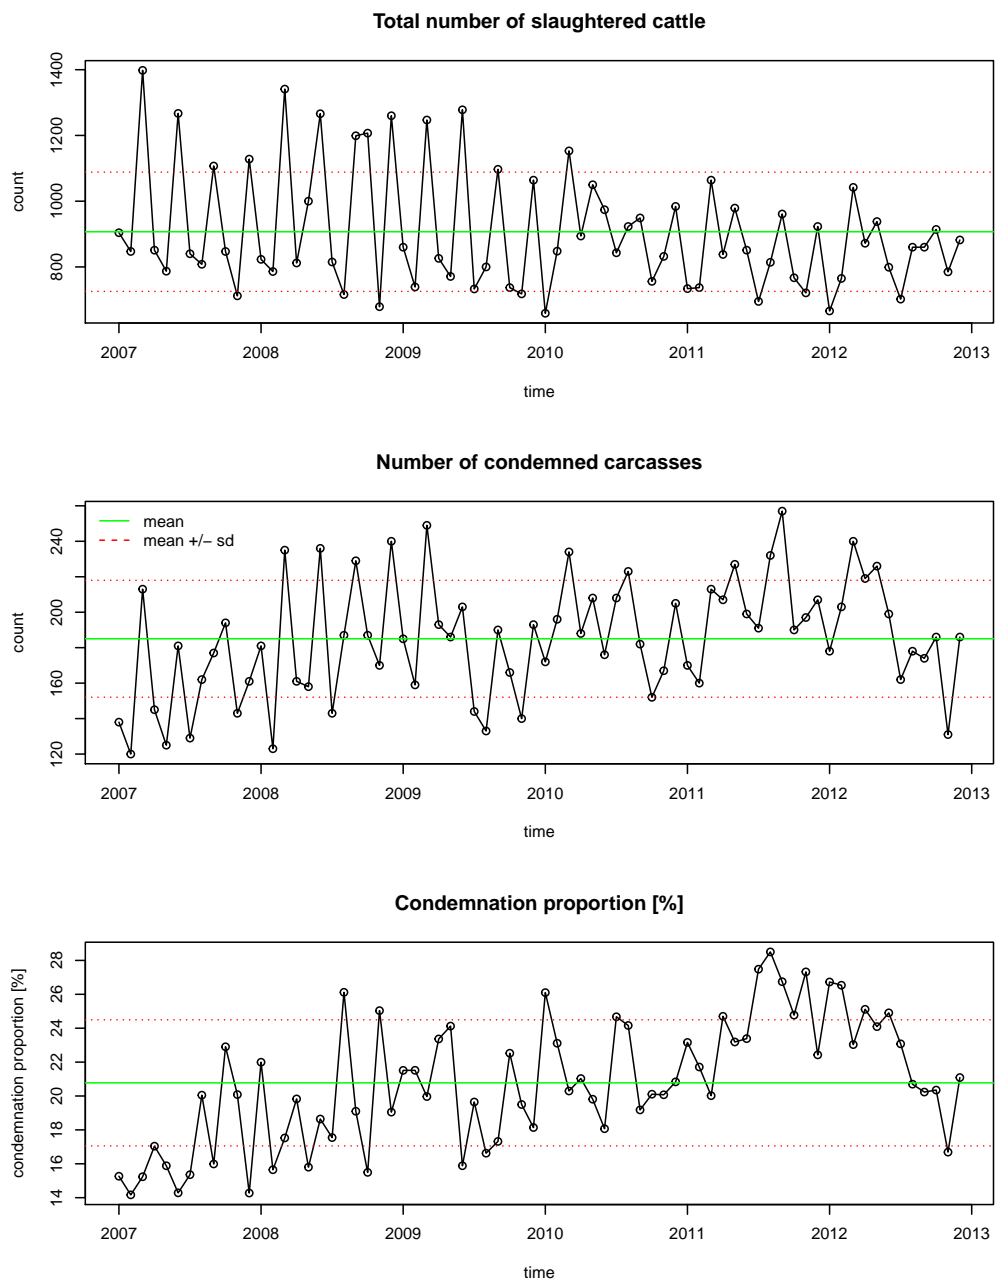 Total number of slaughtered cattle
1400
1200
1000
800
count
2007 2008 2009 2010 2011 2012 2013
time
Number of condemned carcasses
mean
mean +/− sd
240
200
160
120
count
2007 2008 2009 2010 2011 2012 2013
time
Condemnation proportion [%]
28
26
24
22
20
18
16
14
condemnation proportion [%]
2007 2008 2009 2010 2011 2012 2013
time